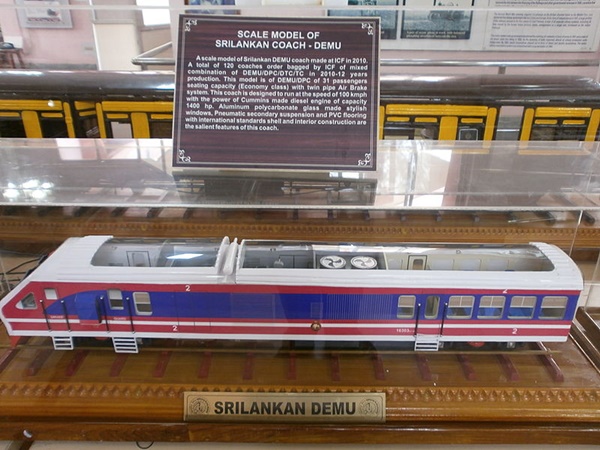 SCALE MODEL OF
SRILANKAN COACH - DEMU
A scale model of Srilankan DEMU coach made at ICF in 2010.
A total of 120 coaches order bagged by ICF of mixed
combination of DEMU/DPC/DTC/TC in 2010-12 years
production. This model is of DEMU/DPC of 31 passengers
seating capacity (Economy class) with twin pipe Air Brake
system. This coach is designed to run at the speed of 100 kmph
with the power of Cummins made diesel engine of capacity
1400 hp. Aluminum polycarbonate glass made stylish
windows, Pneumatic secondary suspension and PVC flooring
with international standards shell and interior construction are
the salient features of this coach.
2
2
2
2
SRILANKAN DEMU